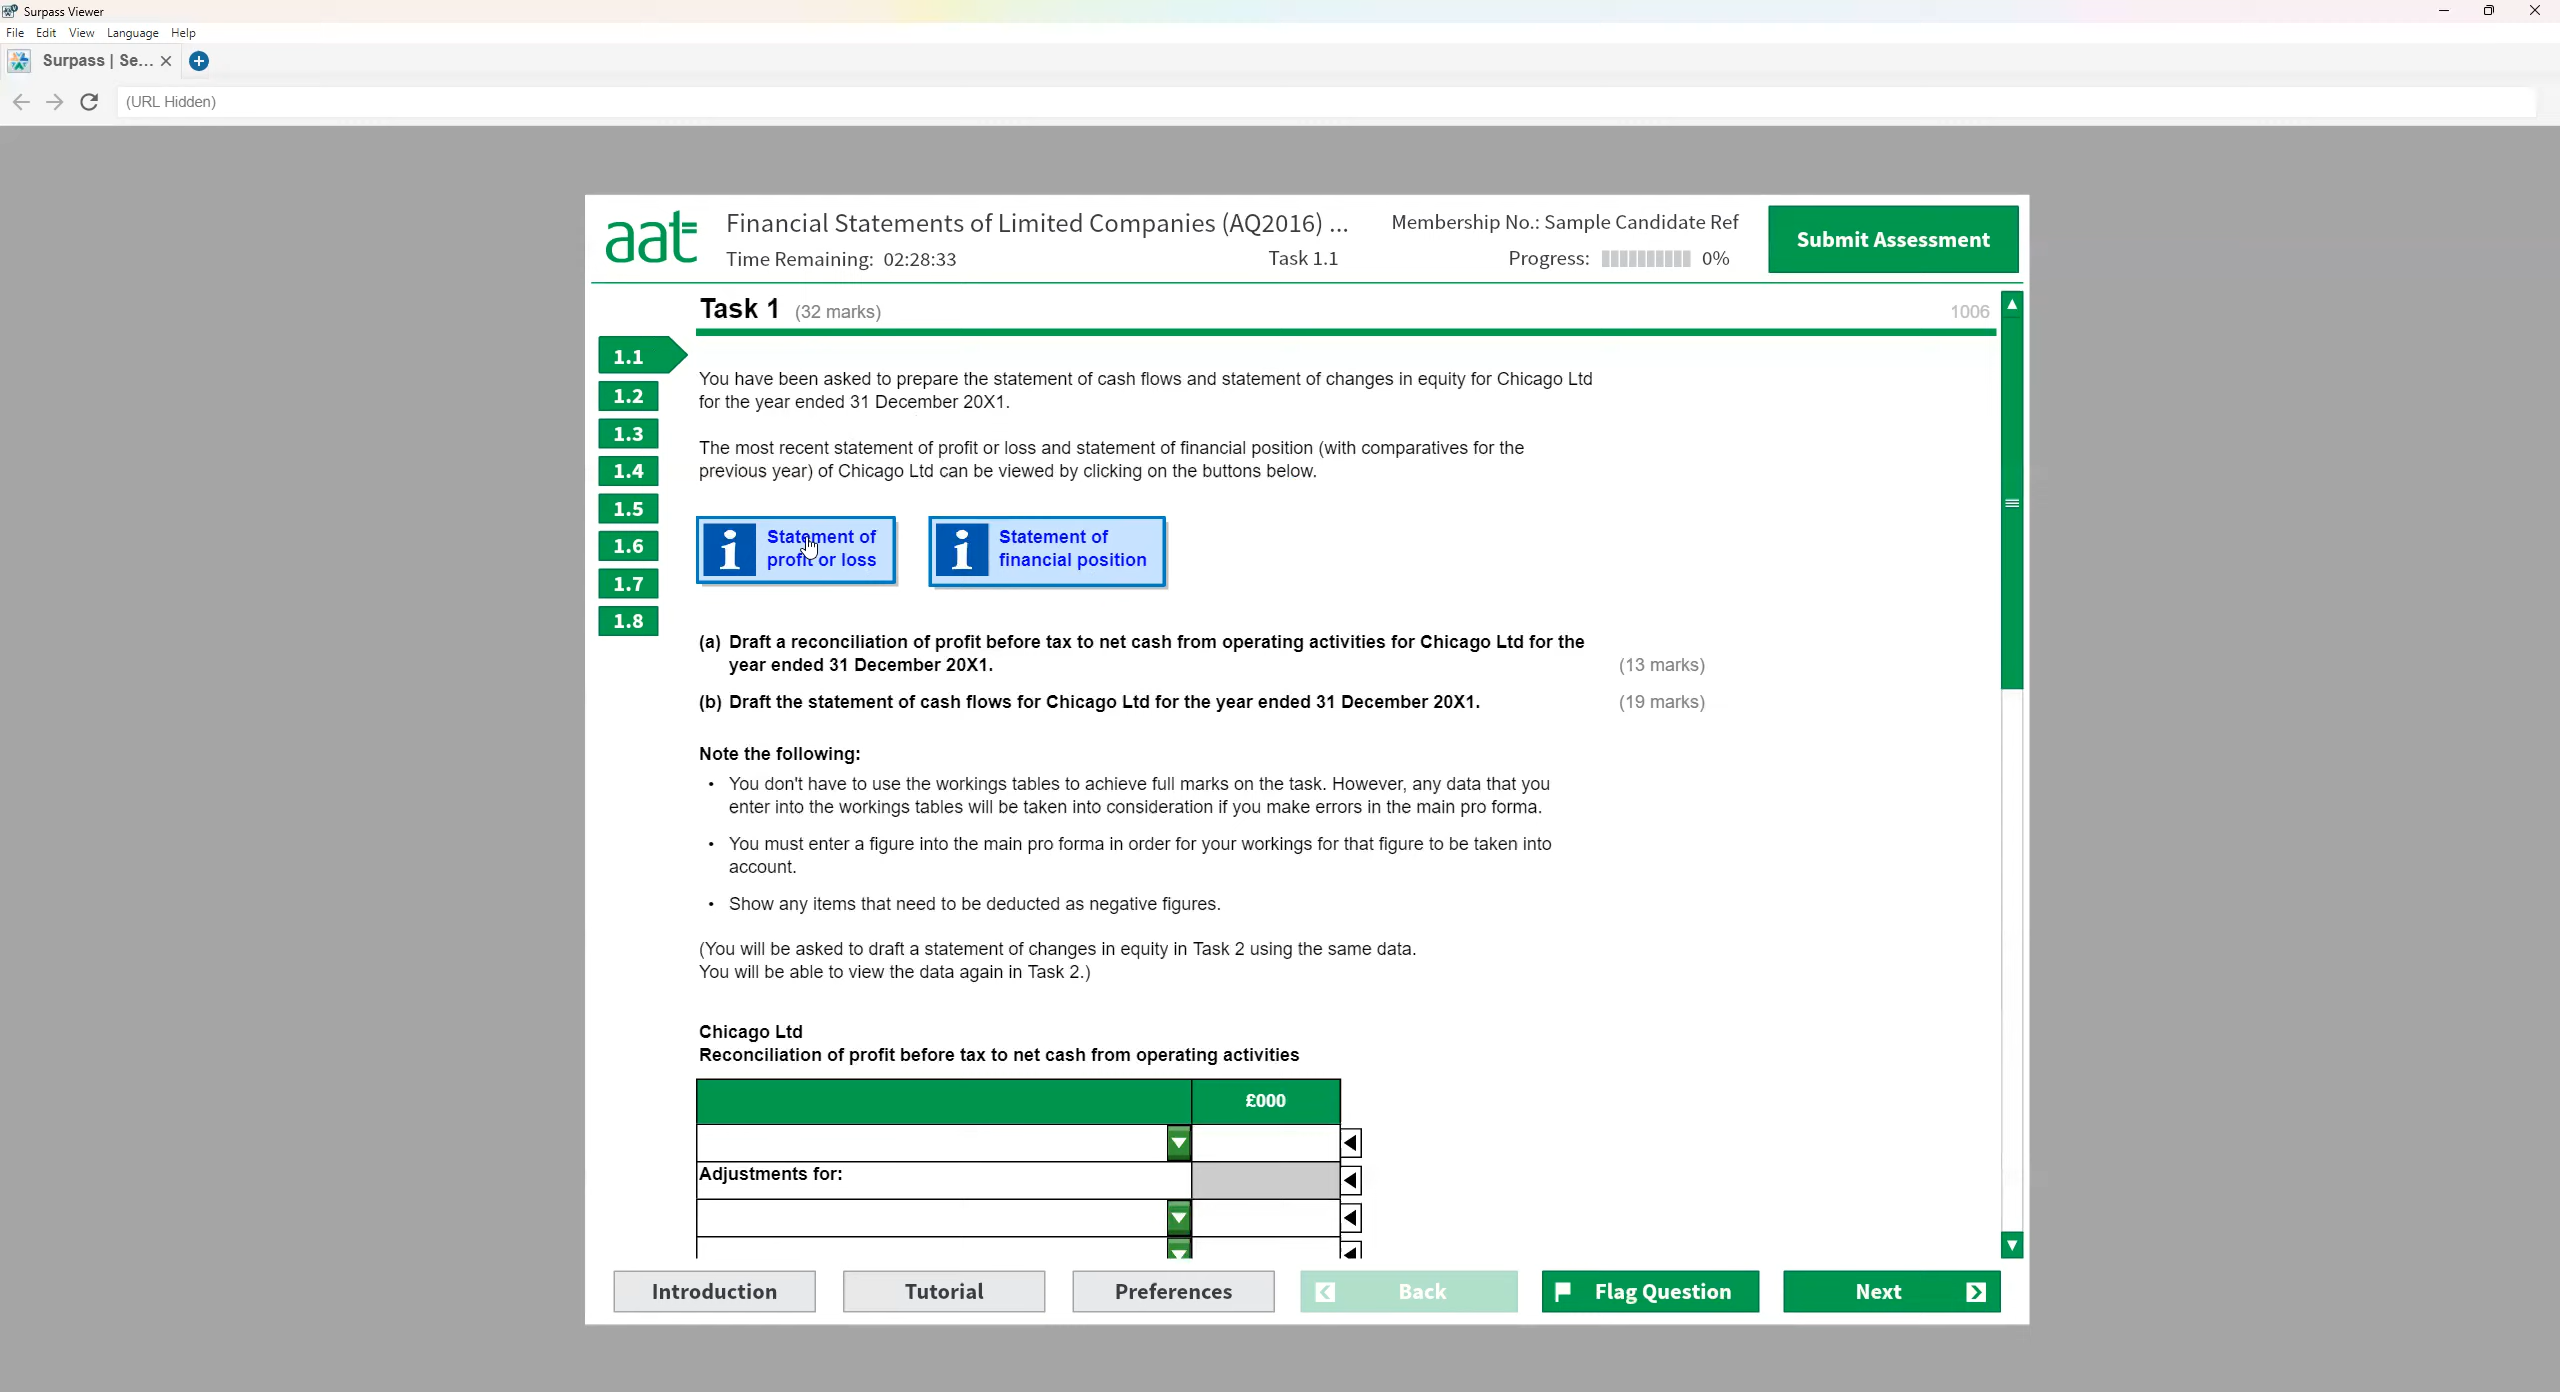 Surpass Viewer
File Edit View Language Help
Surpass | Se...
(URL Hidden)
aat
Financial Statements of Limited Companies (AQ2016) ...
Membership No.: Sample Candidate Ref
Submit Assessment
Time Remaining: 02:28:33
Task 1.1
Progress: 0%
Task 1 (32 marks)
1006
1.1
1.2
1.3
1.4
1.5
1.6
1.7
1.8
You have been asked to prepare the statement of cash flows and statement of changes in equity for Chicago Ltd
for the year ended 31 December 20X1.
The most recent statement of profit or loss and statement of financial position (with comparatives for the
previous year) of Chicago Ltd can be viewed by clicking on the buttons below.
i
Statement of
profit or loss
i
Statement of
financial position
(a) Draft a reconciliation of profit before tax to net cash from operating activities for Chicago Ltd for the
year ended 31 December 20X1.
(13 marks)
(b) Draft the statement of cash flows for Chicago Ltd for the year ended 31 December 20X1.
(19 marks)
Note the following:
• You don't have to use the workings tables to achieve full marks on the task. However, any data that you
enter into the workings tables will be taken into consideration if you make errors in the main pro forma.
• You must enter a figure into the main pro forma in order for your workings for that figure to be taken into
account.
• Show any items that need to be deducted as negative figures.
(You will be asked to draft a statement of changes in equity in Task 2 using the same data.
You will be able to view the data again in Task 2.)
Chicago Ltd
Reconciliation of profit before tax to net cash from operating activities
£000
Adjustments for:
Introduction
Tutorial
Preferences
Back
Flag Question
Next